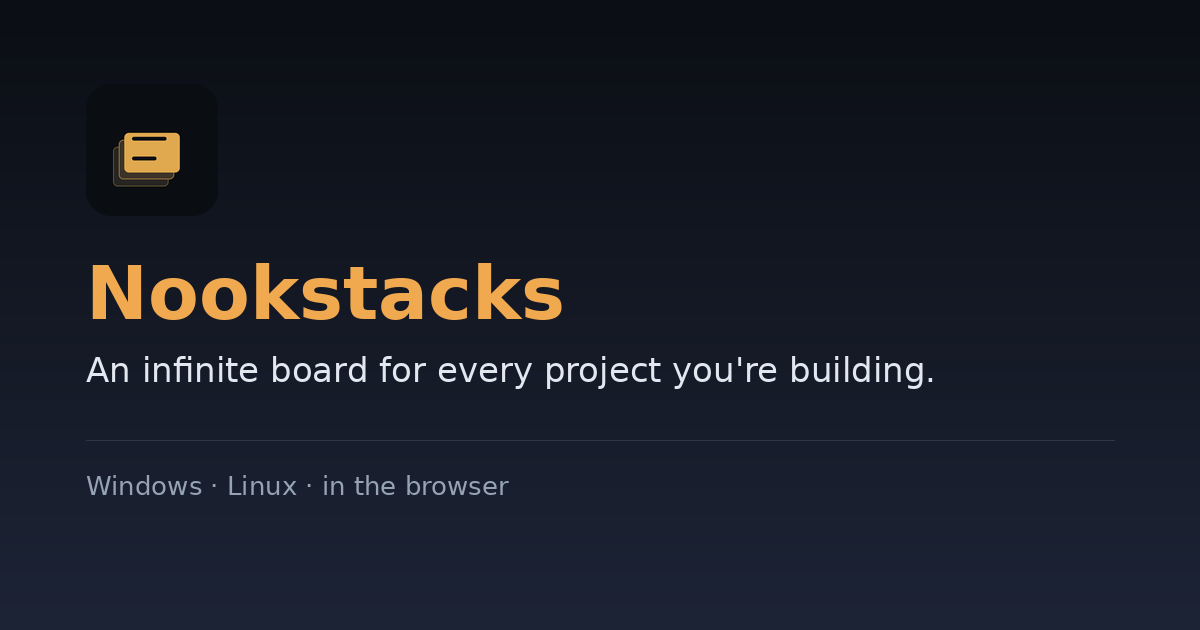 Nookstacks
An infinite board for every project you're building.
Windows · Linux · in the browser